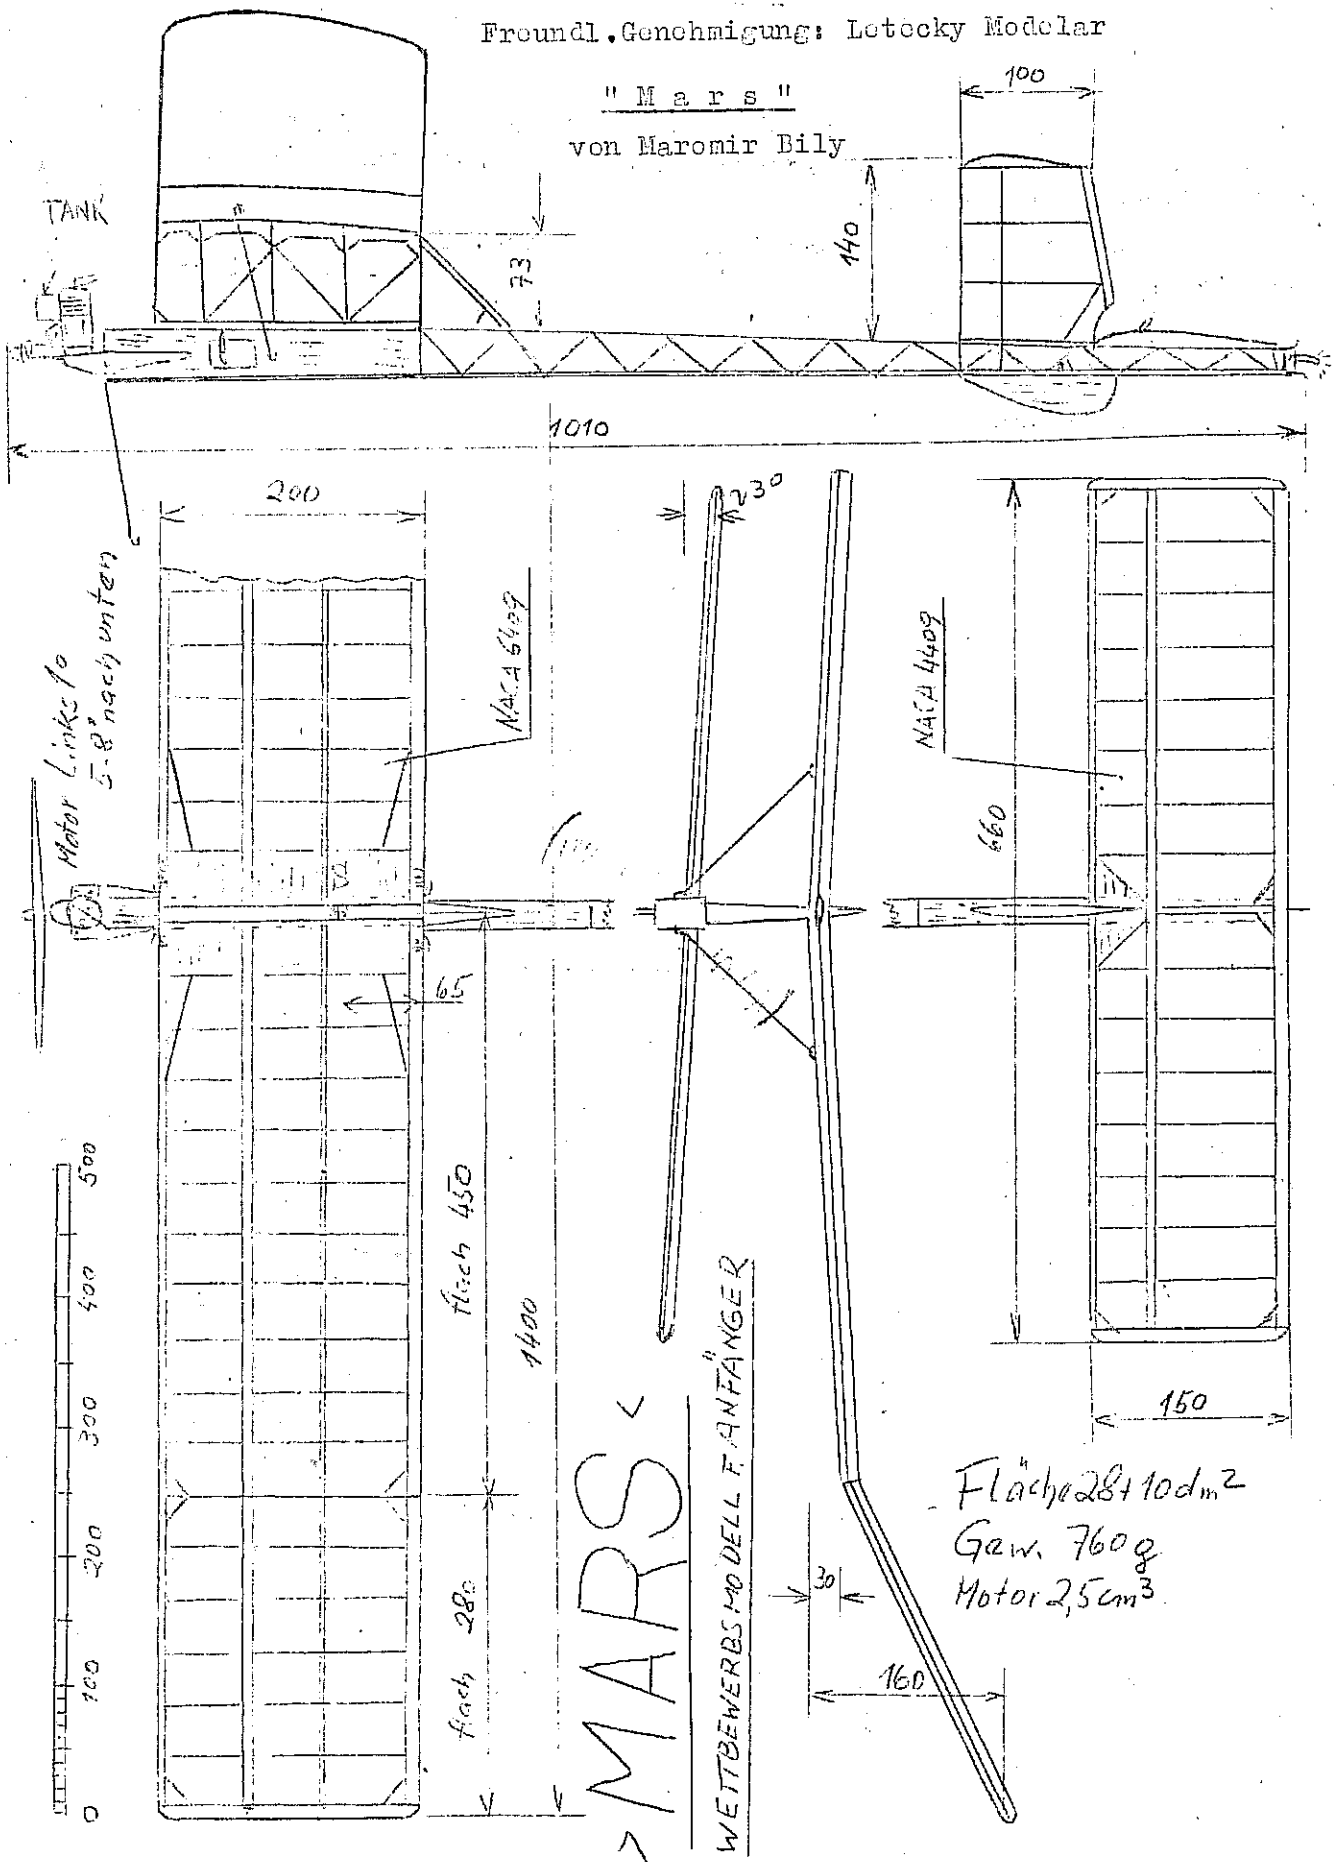 Freundl.Genehmigung: Letecky Modelar
"Mars"
von Maromir Bily
100
TANK
140
73
1010
200
23°
Motor Links 1°
5-8° nach unten
NACA 6409
NACA 4409
660
65
flach 450
1400
flach 280
500
400
300
200
100
0
>MARS<
WETTBEWERBSMODELL F. ANFÄNGER
150
30
160
Fläche 28+10dm²
Gew. 760g
Motor 2,5cm³